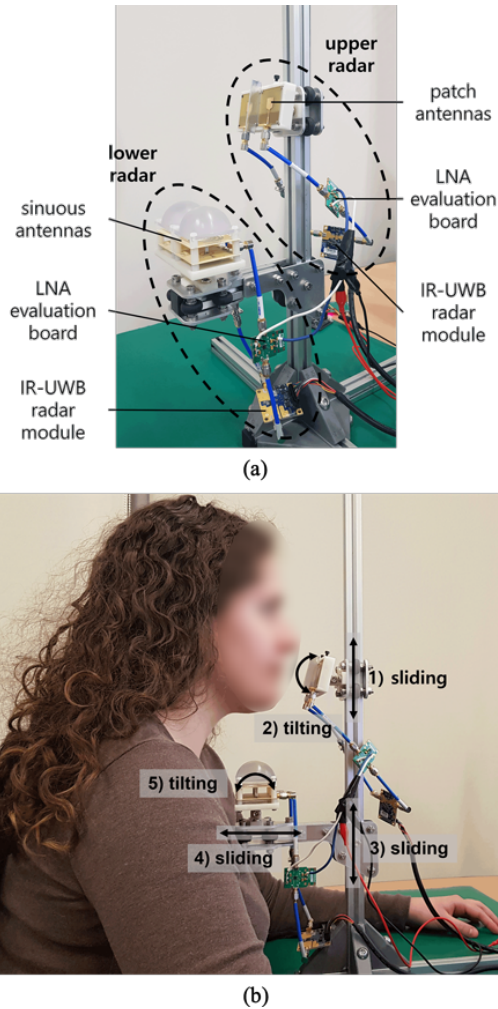 upper
radar
patch
antennas
lower
radar
LNA
evaluation
board
sinuous
antennas
LNA
evaluation
board
IR-UWB
radar
module
IR-UWB
radar
module
(a)
1) sliding
2) tilting
5) tilting
4) sliding
3) sliding
(b)